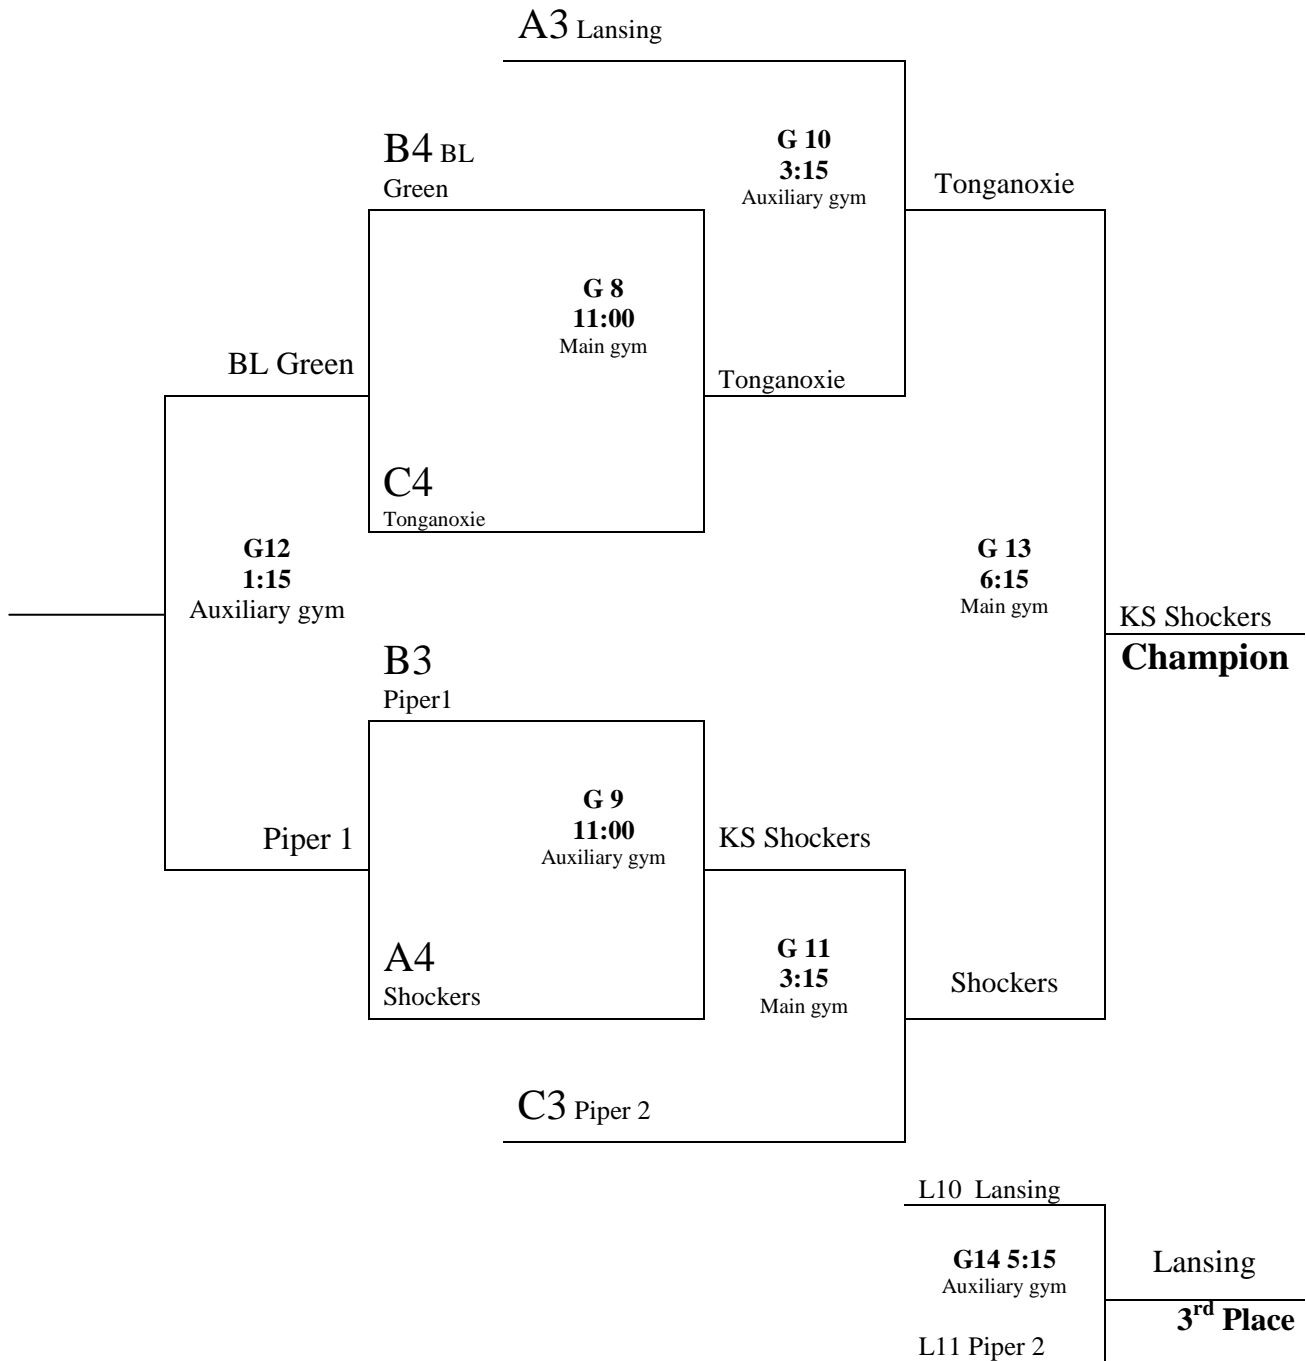 A3 Lansing
B4 BL
Green
G 10
3:15
Auxiliary gym
Tonganoxie
G 8
11:00
Main gym
BL Green
Tonganoxie
C4
Tonganoxie
G12
1:15
Auxiliary gym
G 13
6:15
Main gym
KS Shockers
Champion
B3
Piper1
G 9
11:00
Auxiliary gym
Piper 1
KS Shockers
A4
Shockers
G 11
3:15
Main gym
Shockers
C3 Piper 2
L10 Lansing
G14 5:15
Auxiliary gym
Lansing
3rd Place
L11 Piper 2